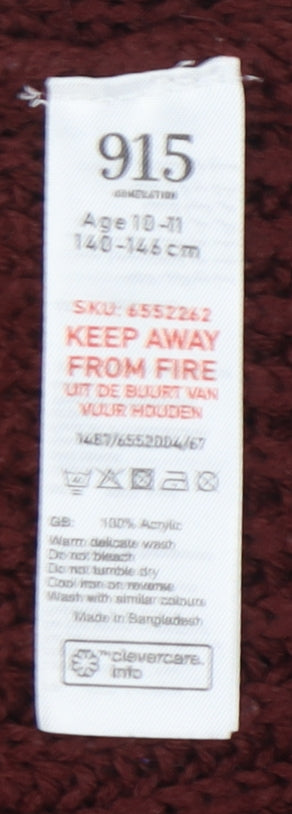 915
GENERATION
Age 10-11
140-146cm
SKU: 6552262
KEEP AWAY
FROM FIRE
UIT DE BUURT VAN
VUUR HOUDEN
1487/6552004/67
GB: 100% Acrylic
Warm delicate wash
Do not bleach
Do not tumble dry
Cool iron on reverse
Wash with similar colours
Made in Bangladesh
clevercare.
info